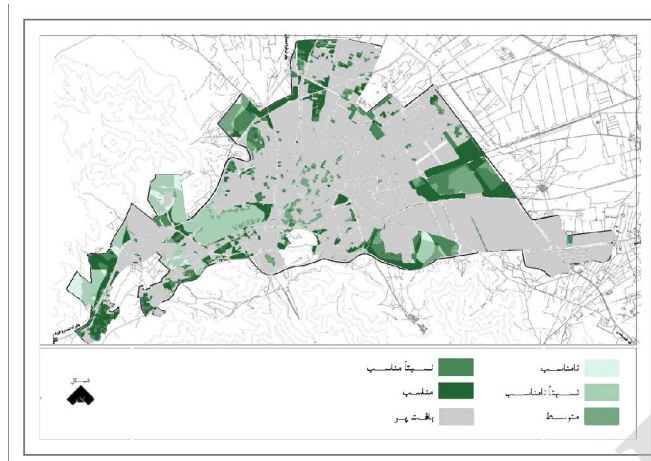 نامناسب
نسبتاً نامناسب
متوسط
نسبتاً مناسب
مناسب
بافت پر
شمال